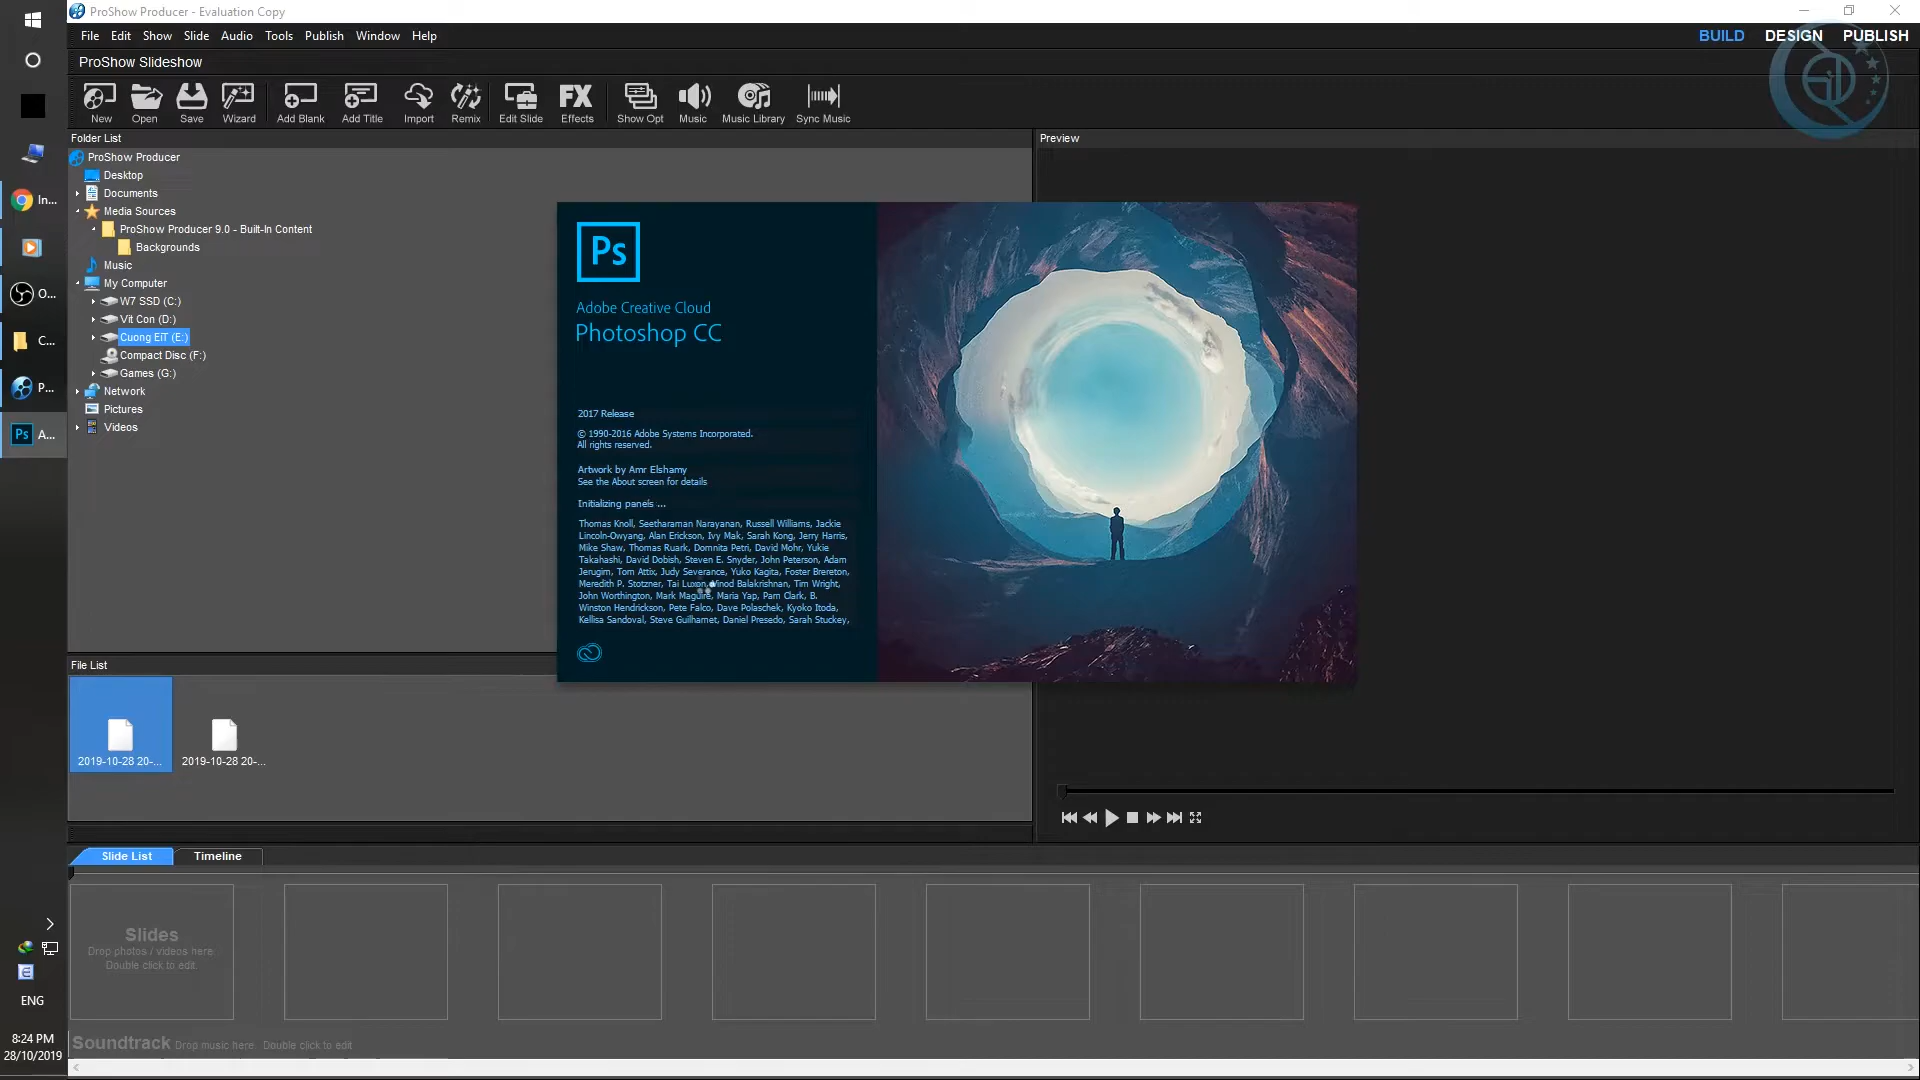 ProShow Producer - Evaluation Copy
File Edit Show Slide Audio Tools Publish Window Help
BUILD DESIGN PUBLISH
ProShow Slideshow
New Open Save Wizard Add Blank Add Title Import Remix Edit Slide Effects Show Opt Music Music Library Sync Music
FX
Folder List
Preview
ProShow Producer
Desktop
Documents
Media Sources
ProShow Producer 9.0 - Built-In Content
Backgrounds
Music
My Computer
W7 SSD (C:)
Vit Con (D:)
Cuong EIT (E:)
Compact Disc (F:)
Games (G:)
Network
Pictures
Videos
In...
O...
C...
P...
Ps A...
Ps
Adobe Creative Cloud
Photoshop CC
2017 Release
© 1990-2016 Adobe Systems Incorporated.
All rights reserved.
Artwork by Amr Elshamy
See the About screen for details
Initializing panels ...
Thomas Knoll, Seetharaman Narayanan, Russell Williams, Jackie
Lincoln-Owyang, Alan Erickson, Ivy Mak, Sarah Kong, Jerry Harris,
Mike Shaw, Thomas Ruark, Domnita Petri, David Mohr, Yukie
Takahashi, David Dobish, Steven E. Snyder, John Peterson, Adam
Jerugim, Tom Attix, Judy Severance, Yuko Kagita, Foster Brereton,
Meredith P. Stotzner, Tai Luxon, Vinod Balakrishnan, Tim Wright,
John Worthington, Mark Maguire, Maria Yap, Pam Clark, B.
Winston Hendrickson, Pete Falco, Dave Polaschek, Kyoko Itoda,
Kellisa Sandoval, Steve Guilhamet, Daniel Presedo, Sarah Stuckey,
File List
2019-10-28 20-...
2019-10-28 20-...
Slide List Timeline
Slides
Drop photos / videos here.
Double click to edit.
Soundtrack Drop music here. Double click to edit
ENG
8:24 PM
28/10/2019